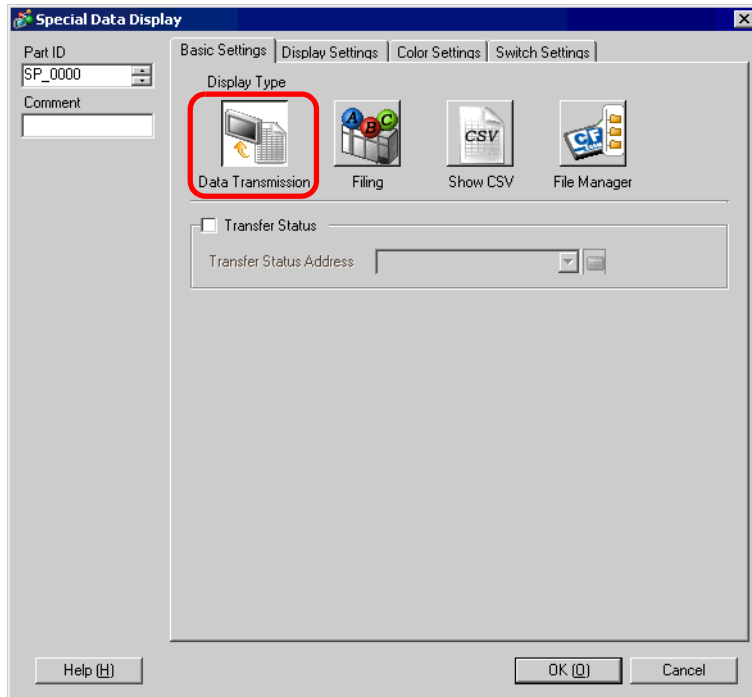 Special Data Display
Part ID
SP_0000
Comment
Basic Settings
Display Settings
Color Settings
Switch Settings
Display Type
A B C
CSV
CF
Data Transmission
Filing
Show CSV
File Manager
Transfer Status
Transfer Status Address
Help (H)
OK (O)
Cancel